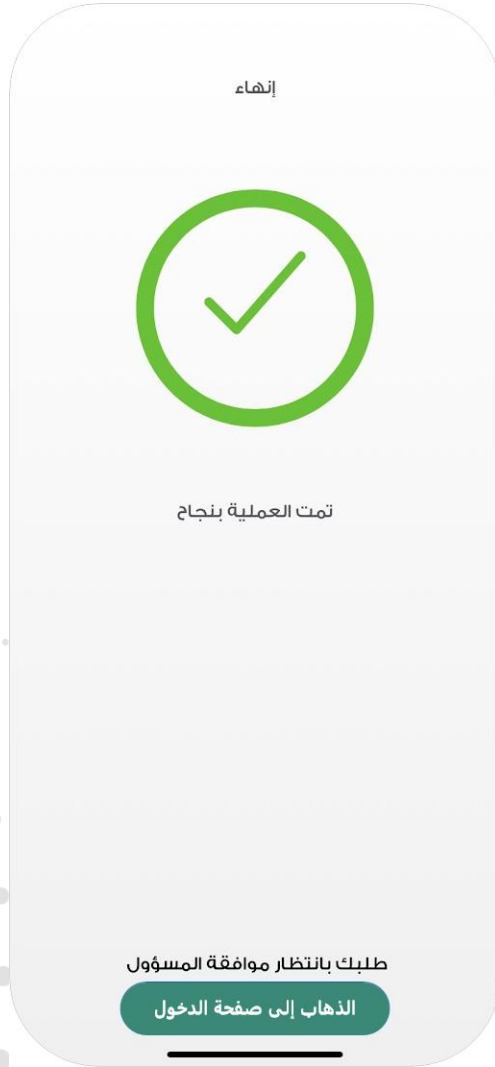 إنهاء
تمت العملية بنجاح
طلبك بانتظار موافقة المسؤول
الذهاب إلى صفحة الدخول